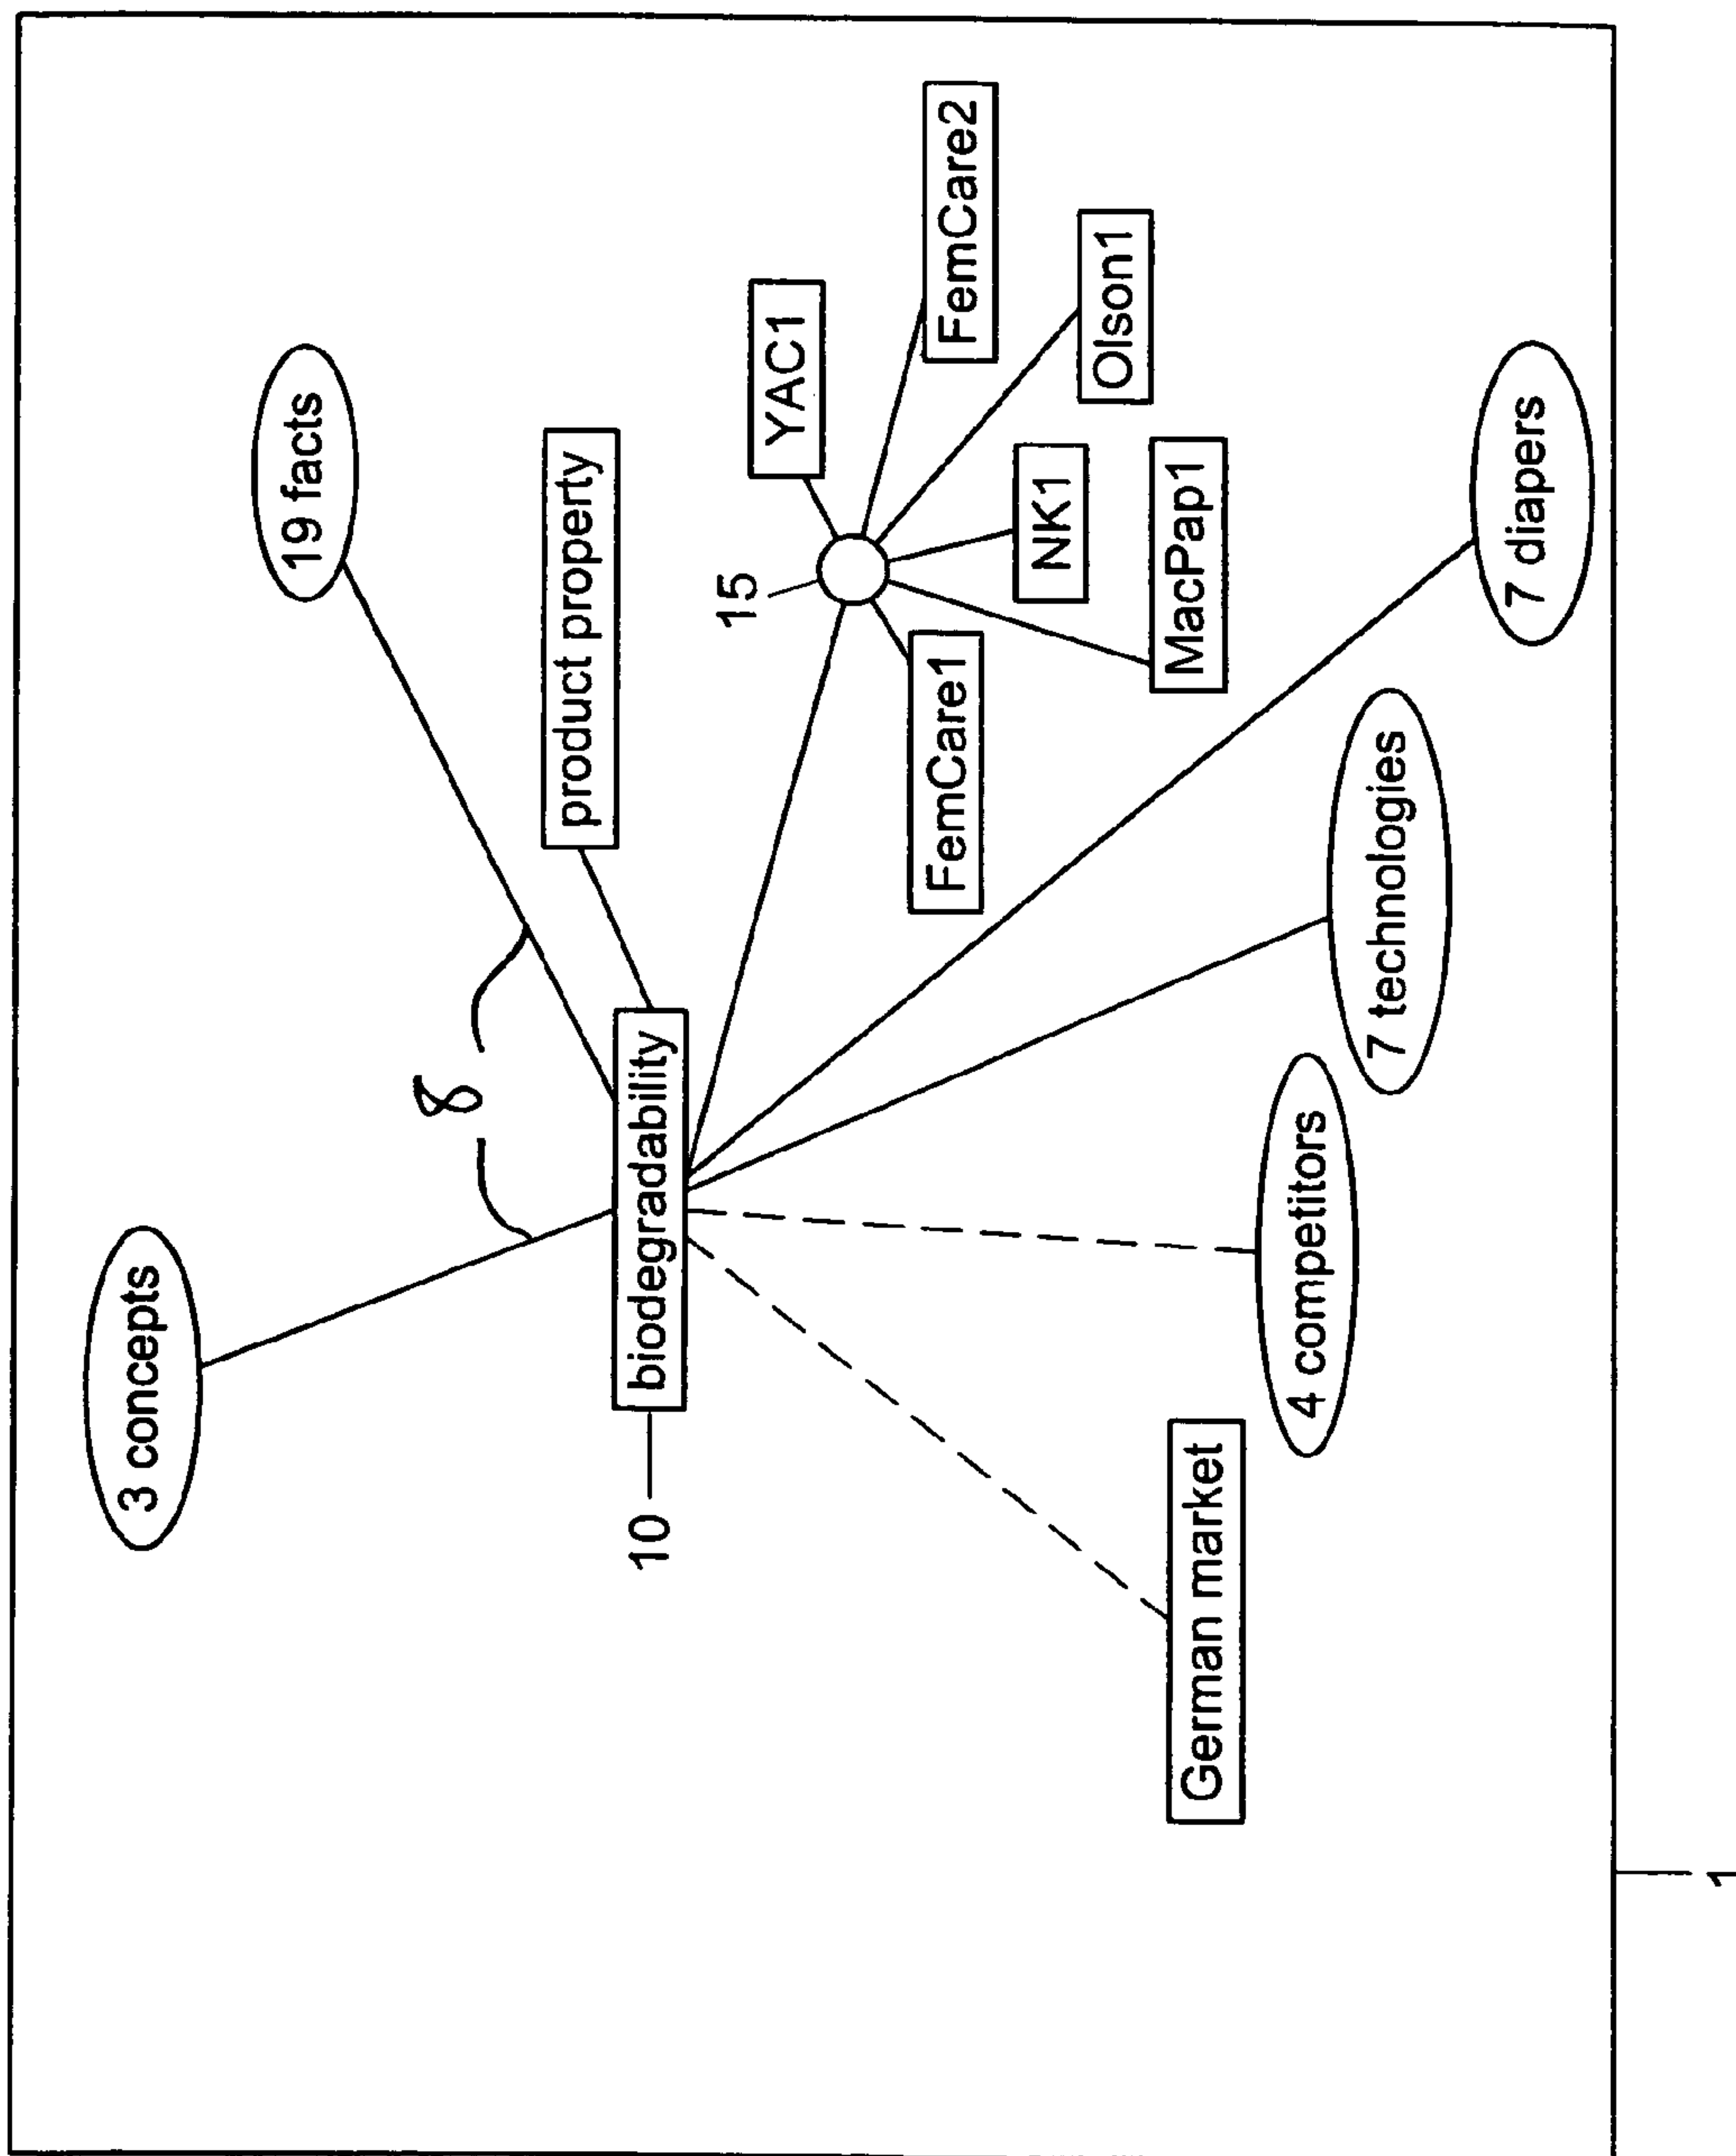 3 concepts
19 facts
8
product property
10
biodegradability
15
YAC1
FemCare1
FemCare2
NK1
Olson1
MacPap1
German market
4 competitors
7 technologies
7 diapers
1